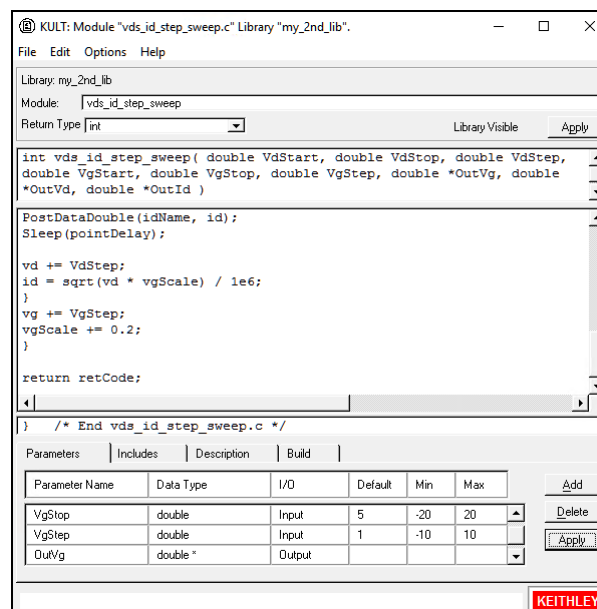 KULT: Module "vds_id_step_sweep.c" Library "my_2nd_lib".
File Edit Options Help
Library: my_2nd_lib
Module: vds_id_step_sweep
Return Type int Library Visible Apply
int vds_id_step_sweep( double VdStart, double VdStop, double VdStep,
double VgStart, double VgStop, double VgStep, double *OutVg, double
*OutVd, double *OutId )
PostDataDouble(idName, id);
Sleep(pointDelay);
vd += VdStep;
id = sqrt(vd * vgScale) / 1e6;
}
vg += VgStep;
vgScale += 0.2;
}
return retCode;
} /* End vds_id_step_sweep.c */
Parameters Includes Description Build
Parameter Name Data Type I/O Default Min Max Add
VgStop double Input 5 -20 20 Delete
VgStep double Input 1 -10 10 Apply
OutVg double * Output
KEITHLEY